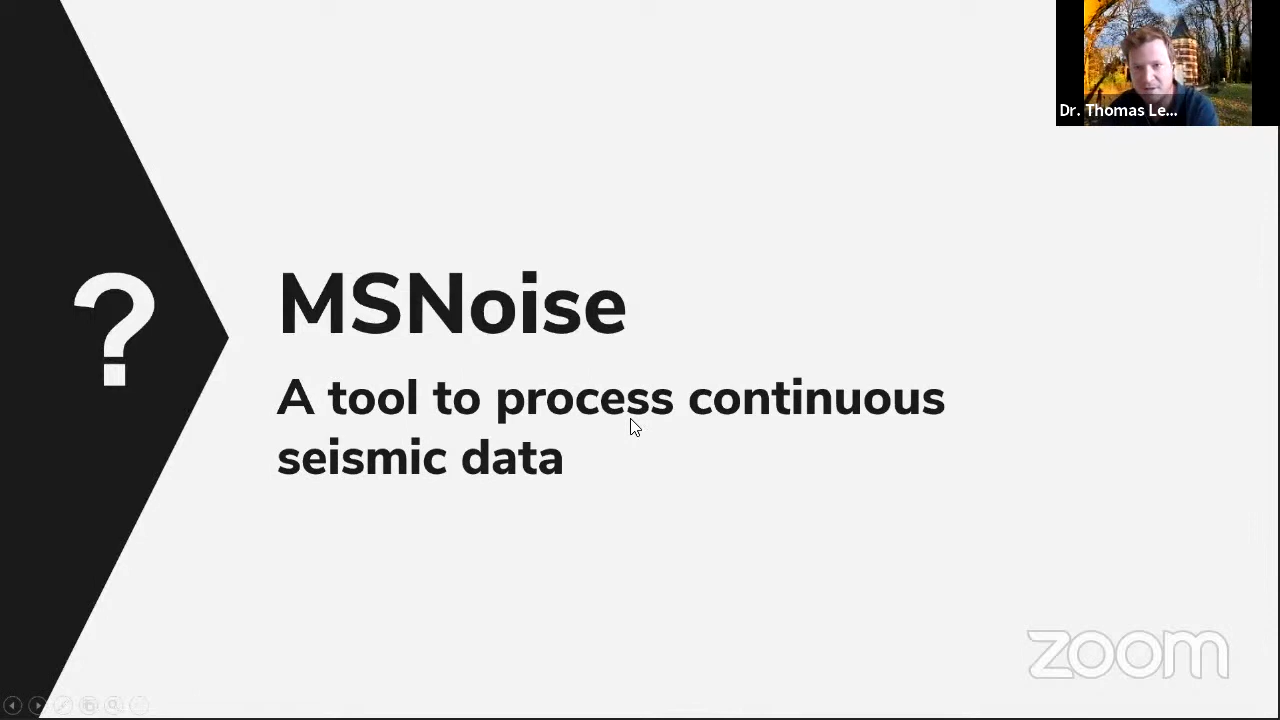 Dr. Thomas Le...
?
MSNoise
A tool to process continuous
seismic data
zoom